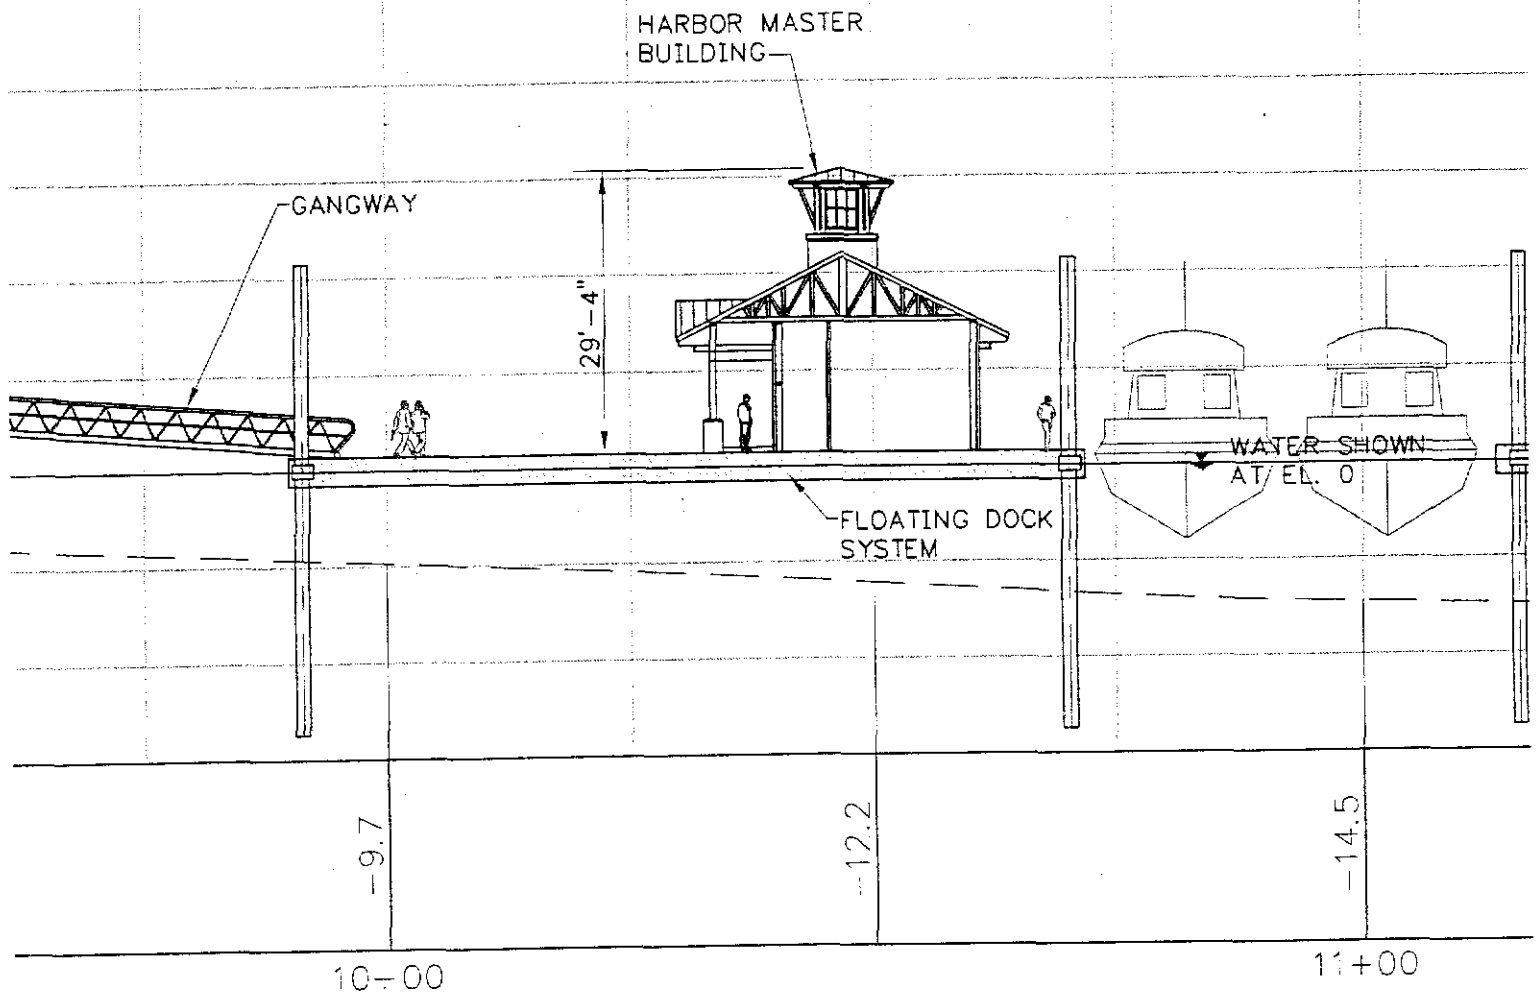 HARBOR MASTER
BUILDING
GANGWAY
29'-4"
WATER SHOWN
AT EL. 0
FLOATING DOCK
SYSTEM
-9.7
-12.2
-14.5
10+00
11+00